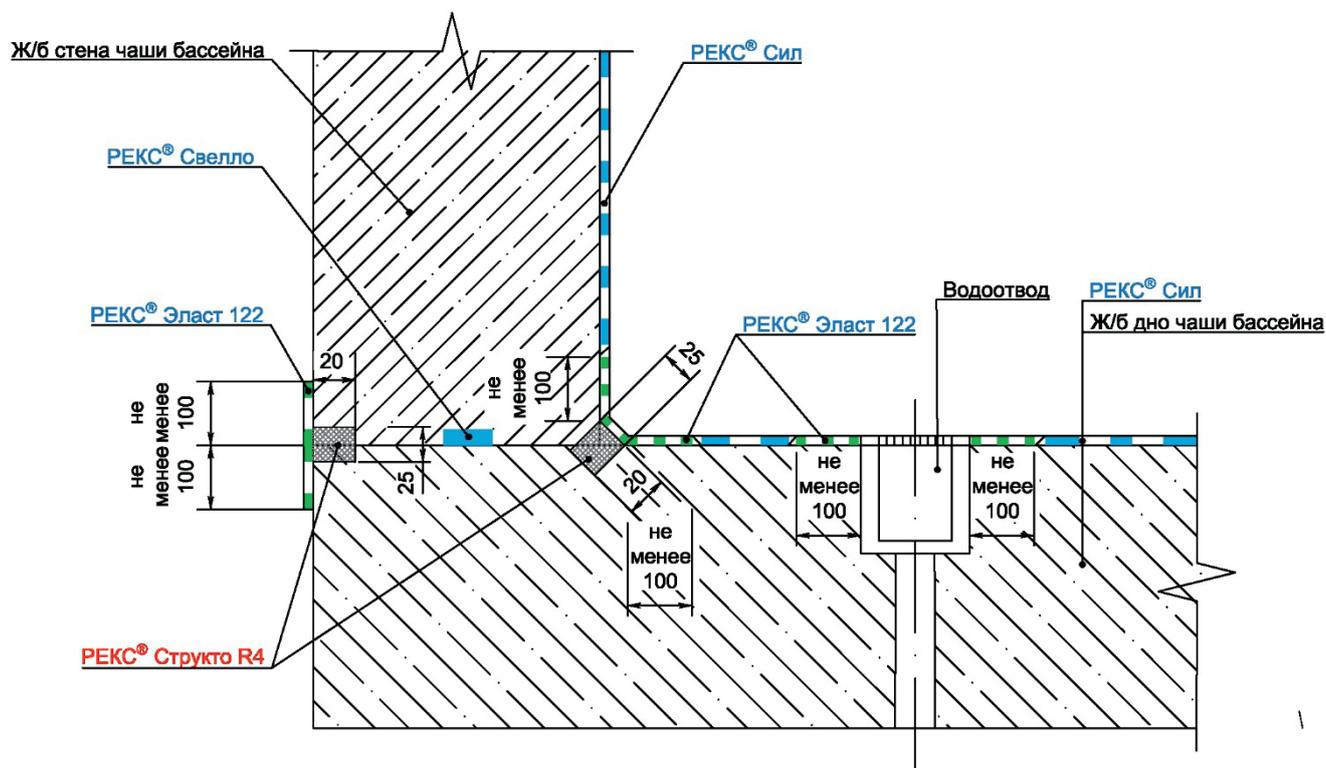 Ж/б стена чаши бассейна
РЕКС® Сил
РЕКС® Свелло
Водоотвод
РЕКС® Сил
Ж/б дно чаши бассейна
РЕКС® Эласт 122
РЕКС® Эласт 122
20
25
не
менее
100
не
менее
100
не
менее
100
25
20
не
менее
100
не
менее
100
не
менее
100
РЕКС® Структо R4